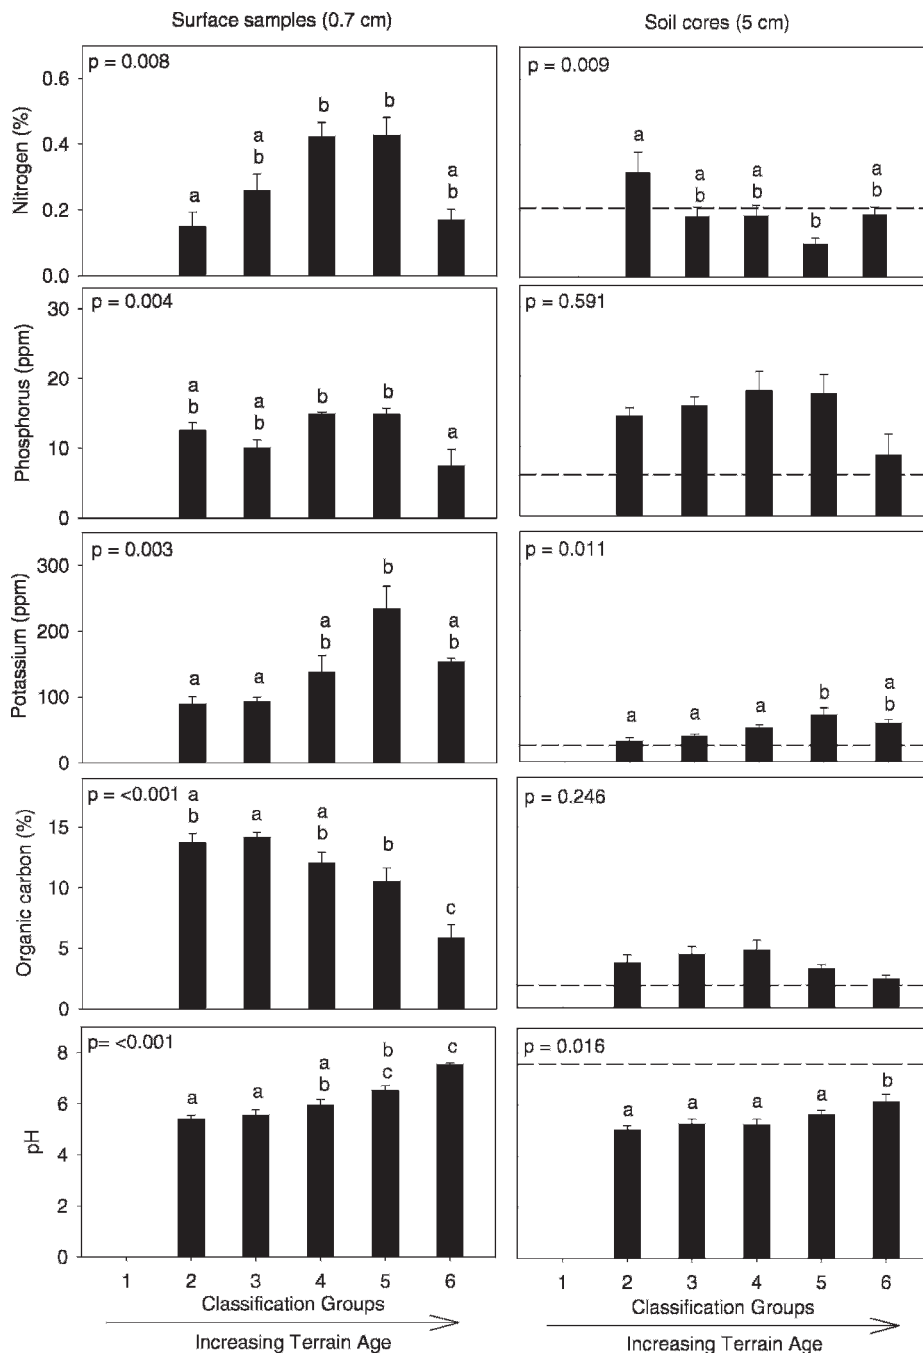 Surface samples (0.7 cm)
Soil cores (5 cm)
p = 0.008
Nitrogen (%)
0.6
0.4
0.2
0.0
a
a
b
b
b
a
b
p = 0.009
a
a
b
a
b
b
a
b
p = 0.004
Phosphorus (ppm)
30
20
10
0
a
b
a
b
b
b
a
p = 0.591
p = 0.003
Potassium (ppm)
300
200
100
0
a
a
a
b
b
a
b
p = 0.011
a
a
a
b
a
b
p = <0.001
Organic carbon (%)
15
10
5
0
a
b
a
a
b
b
c
p = 0.246
p= <0.001
pH
8
6
4
2
0
a
a
a
b
b
c
c
p = 0.016
a
a
a
a
b
1 2 3 4 5 6
Classification Groups
Increasing Terrain Age
1 2 3 4 5 6
Classification Groups
Increasing Terrain Age